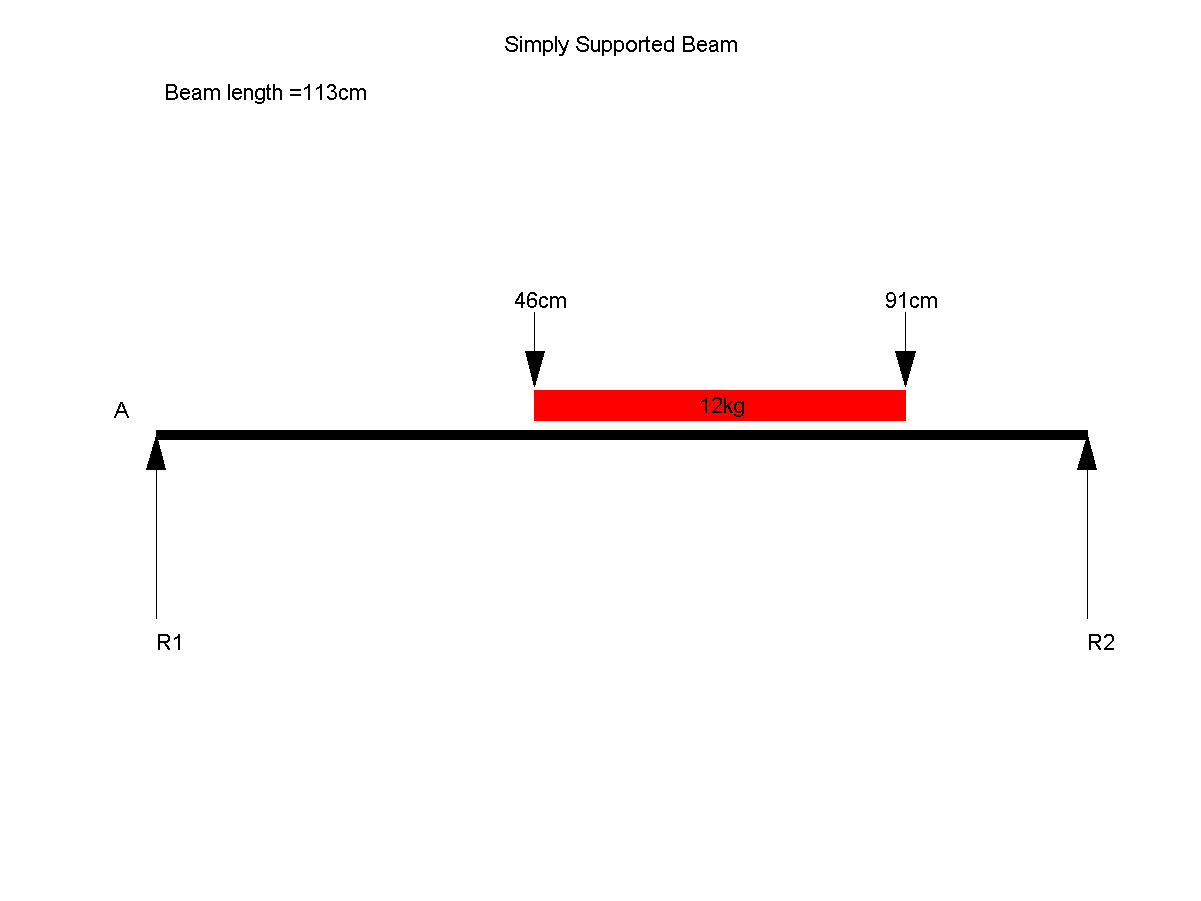 Simply Supported Beam
Beam length =113cm
46cm
91cm
12kg
A
R1
R2